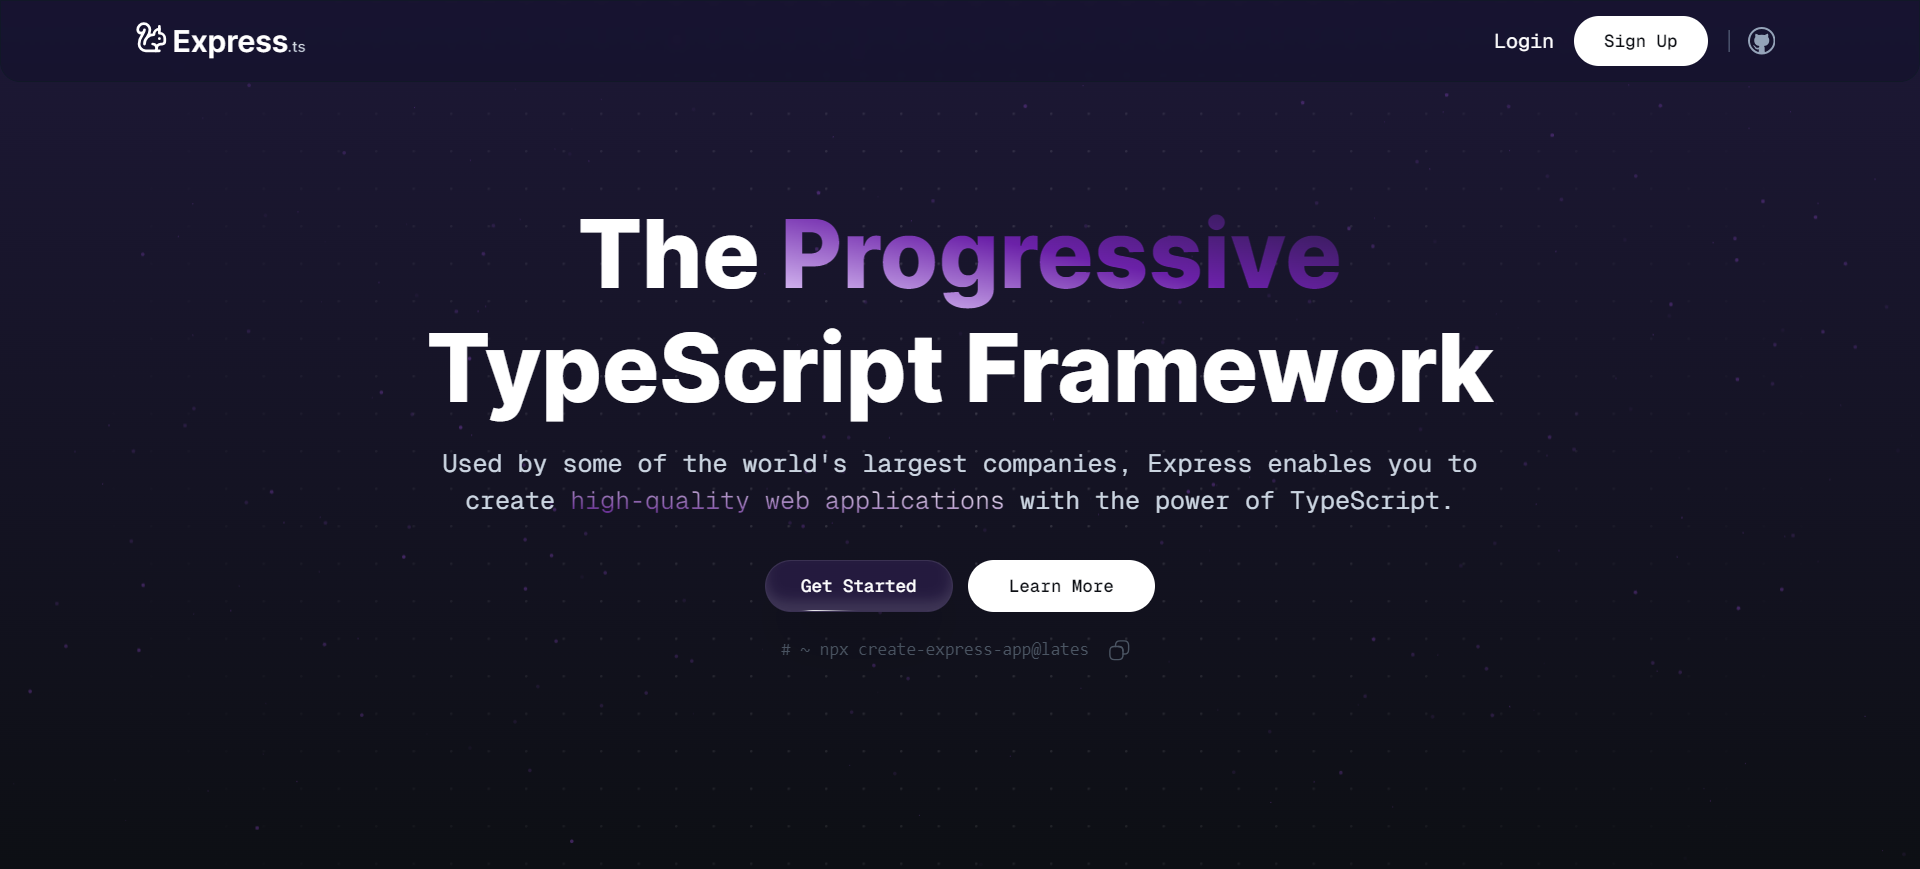 Express.ts
Login
Sign Up
The Progressive
TypeScript Framework
Used by some of the world's largest companies, Express enables you to
create high-quality web applications with the power of TypeScript.
Get Started
Learn More
# ~ npx create-express-app@lates